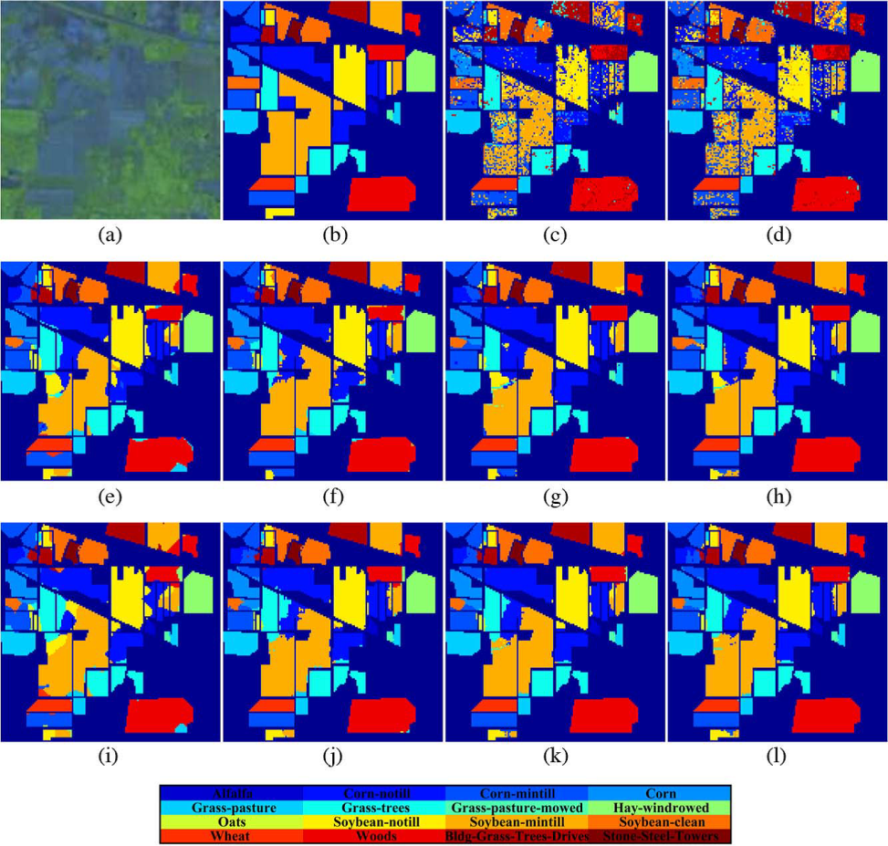 (a) (b) (c) (d)
(e) (f) (g) (h)
(i) (j) (k) (l)
Alfalfa Corn-notill Corn-mintill Corn
Grass-pasture Grass-trees Grass-pasture-mowed Hay-windrowed
Oats Soybean-notill Soybean-mintill Soybean-clean
Wheat Woods Bldg-Grass-Trees-Drives Stone-Steel-Towers